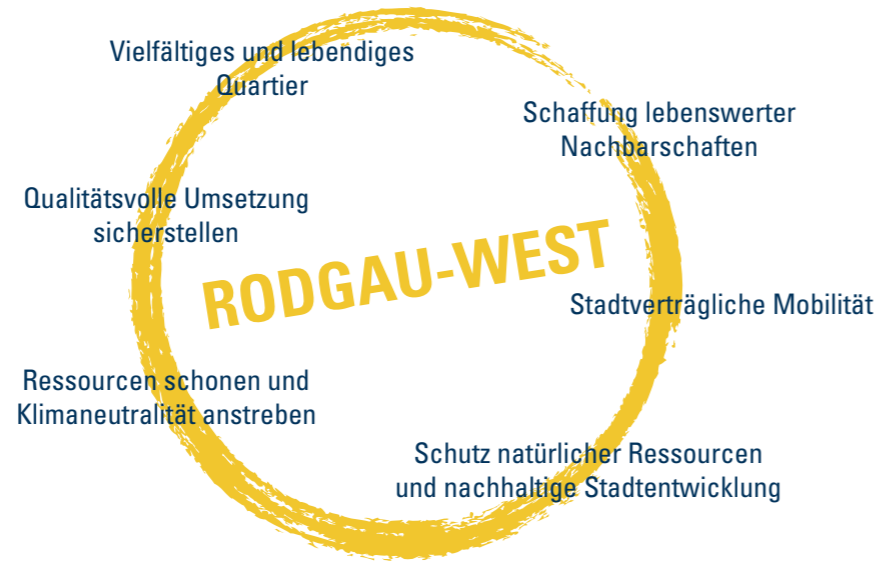 Vielfältiges und lebendiges
Quartier
Schaffung lebenswerter
Nachbarschaften
Qualitätsvolle Umsetzung
sicherstellen
RODGAU-WEST
Stadtverträgliche Mobilität
Ressourcen schonen und
Klimaneutralität anstreben
Schutz natürlicher Ressourcen
und nachhaltige Stadtentwicklung